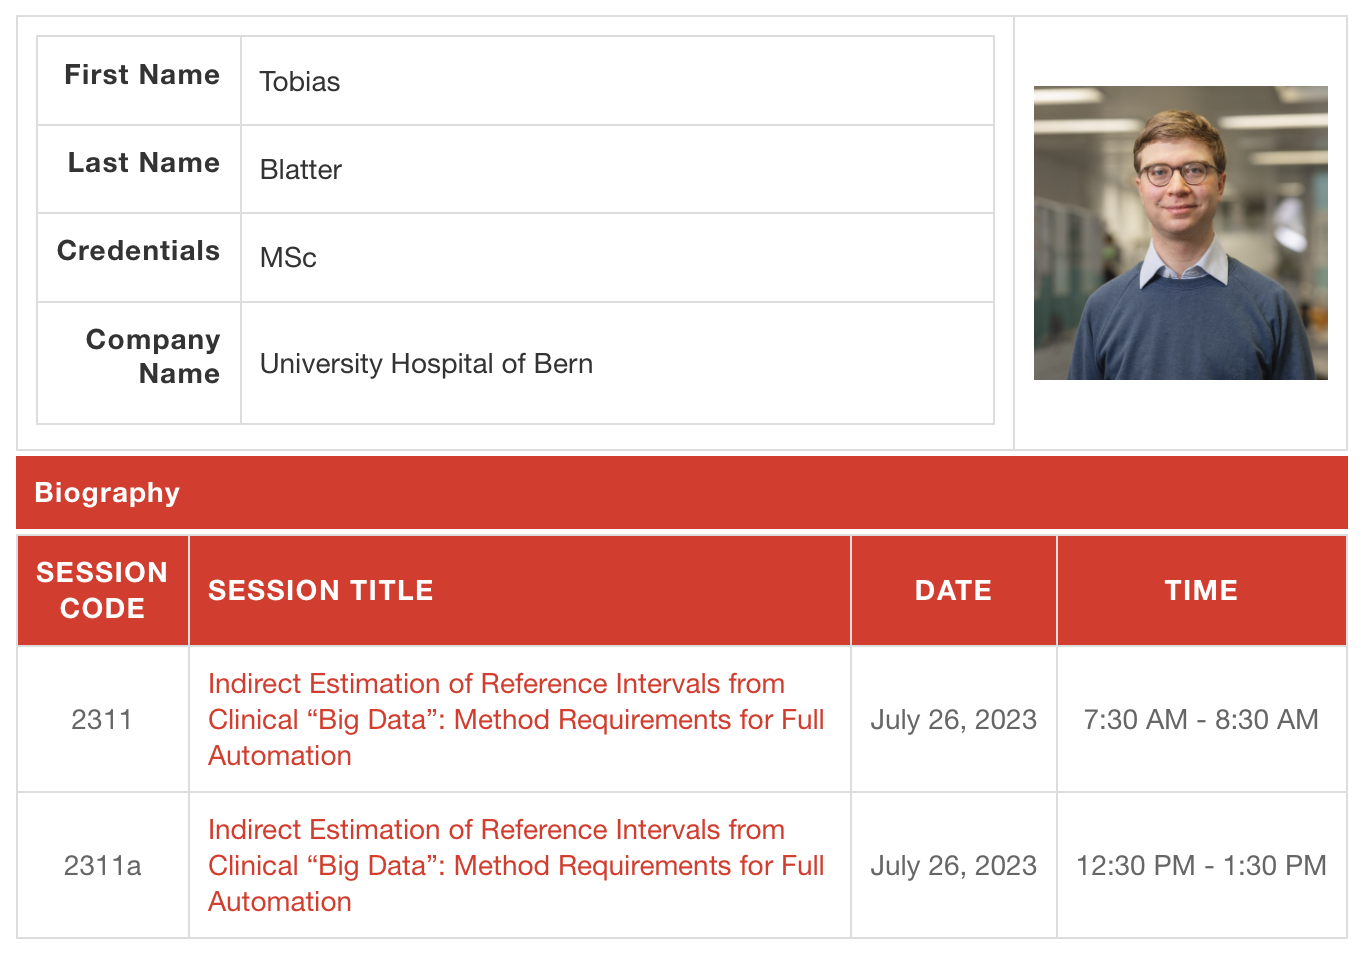 First Name
Tobias
Last Name
Blatter
Credentials
MSc
Company
Name
University Hospital of Bern
Biography
SESSION
CODE
SESSION TITLE
DATE
TIME
2311
Indirect Estimation of Reference Intervals from
Clinical “Big Data”: Method Requirements for Full
Automation
July 26, 2023
7:30 AM - 8:30 AM
2311a
Indirect Estimation of Reference Intervals from
Clinical “Big Data”: Method Requirements for Full
Automation
July 26, 2023
12:30 PM - 1:30 PM